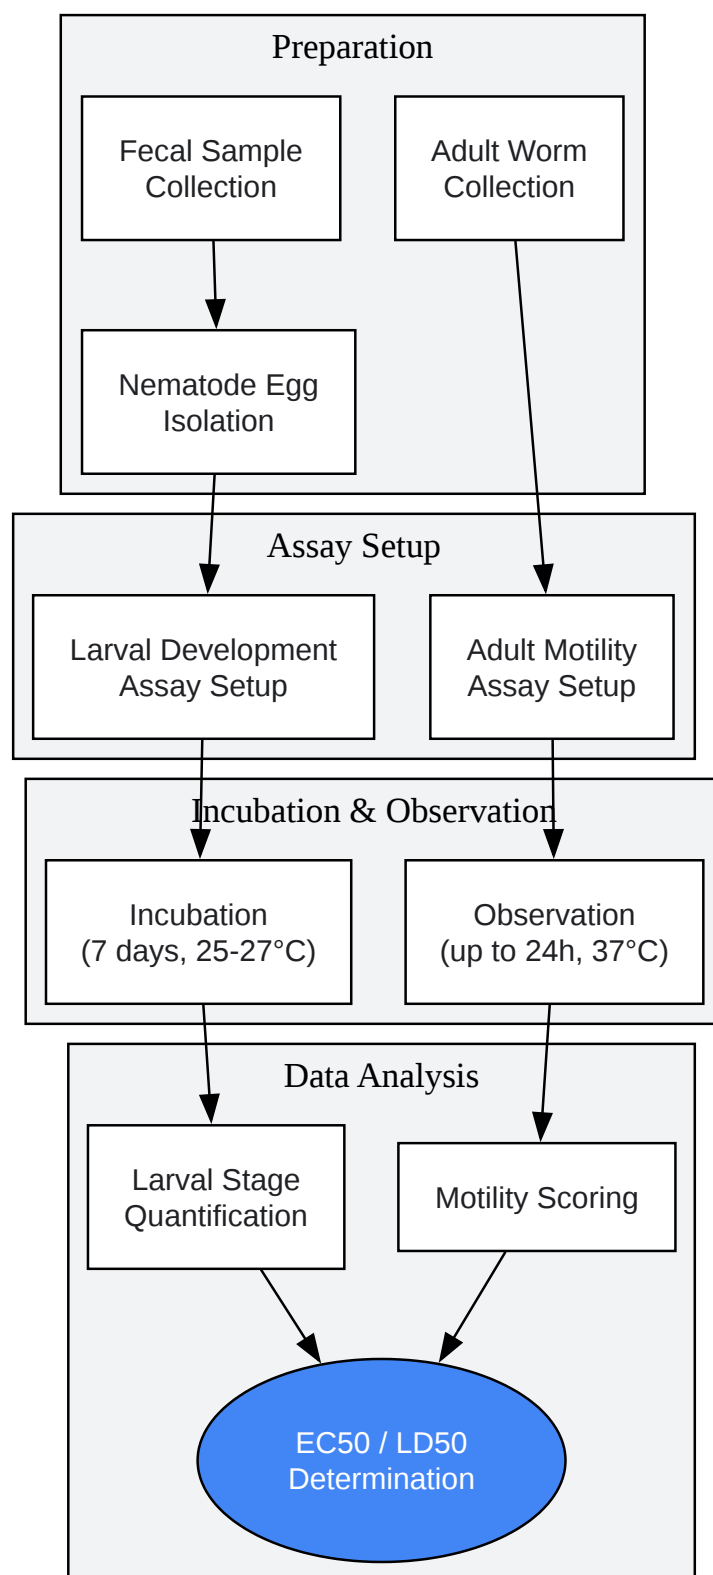 Preparation
Fecal Sample
Collection
Adult Worm
Collection
Nematode Egg
Isolation
Assay Setup
Larval Development
Assay Setup
Adult Motility
Assay Setup
Incubation & Observation
Incubation
(7 days, 25-27°C)
Observation
(up to 24h, 37°C)
Data Analysis
Larval Stage
Quantification
Motility Scoring
EC50 / LD50
Determination